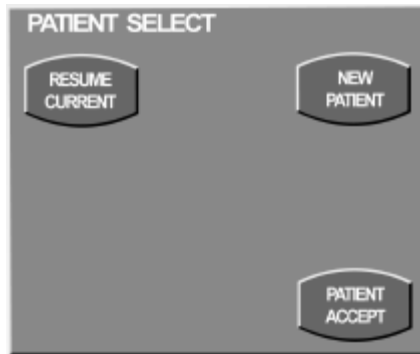 PATIENT SELECT
RESUME
CURRENT
NEW
PATIENT
PATIENT
ACCEPT